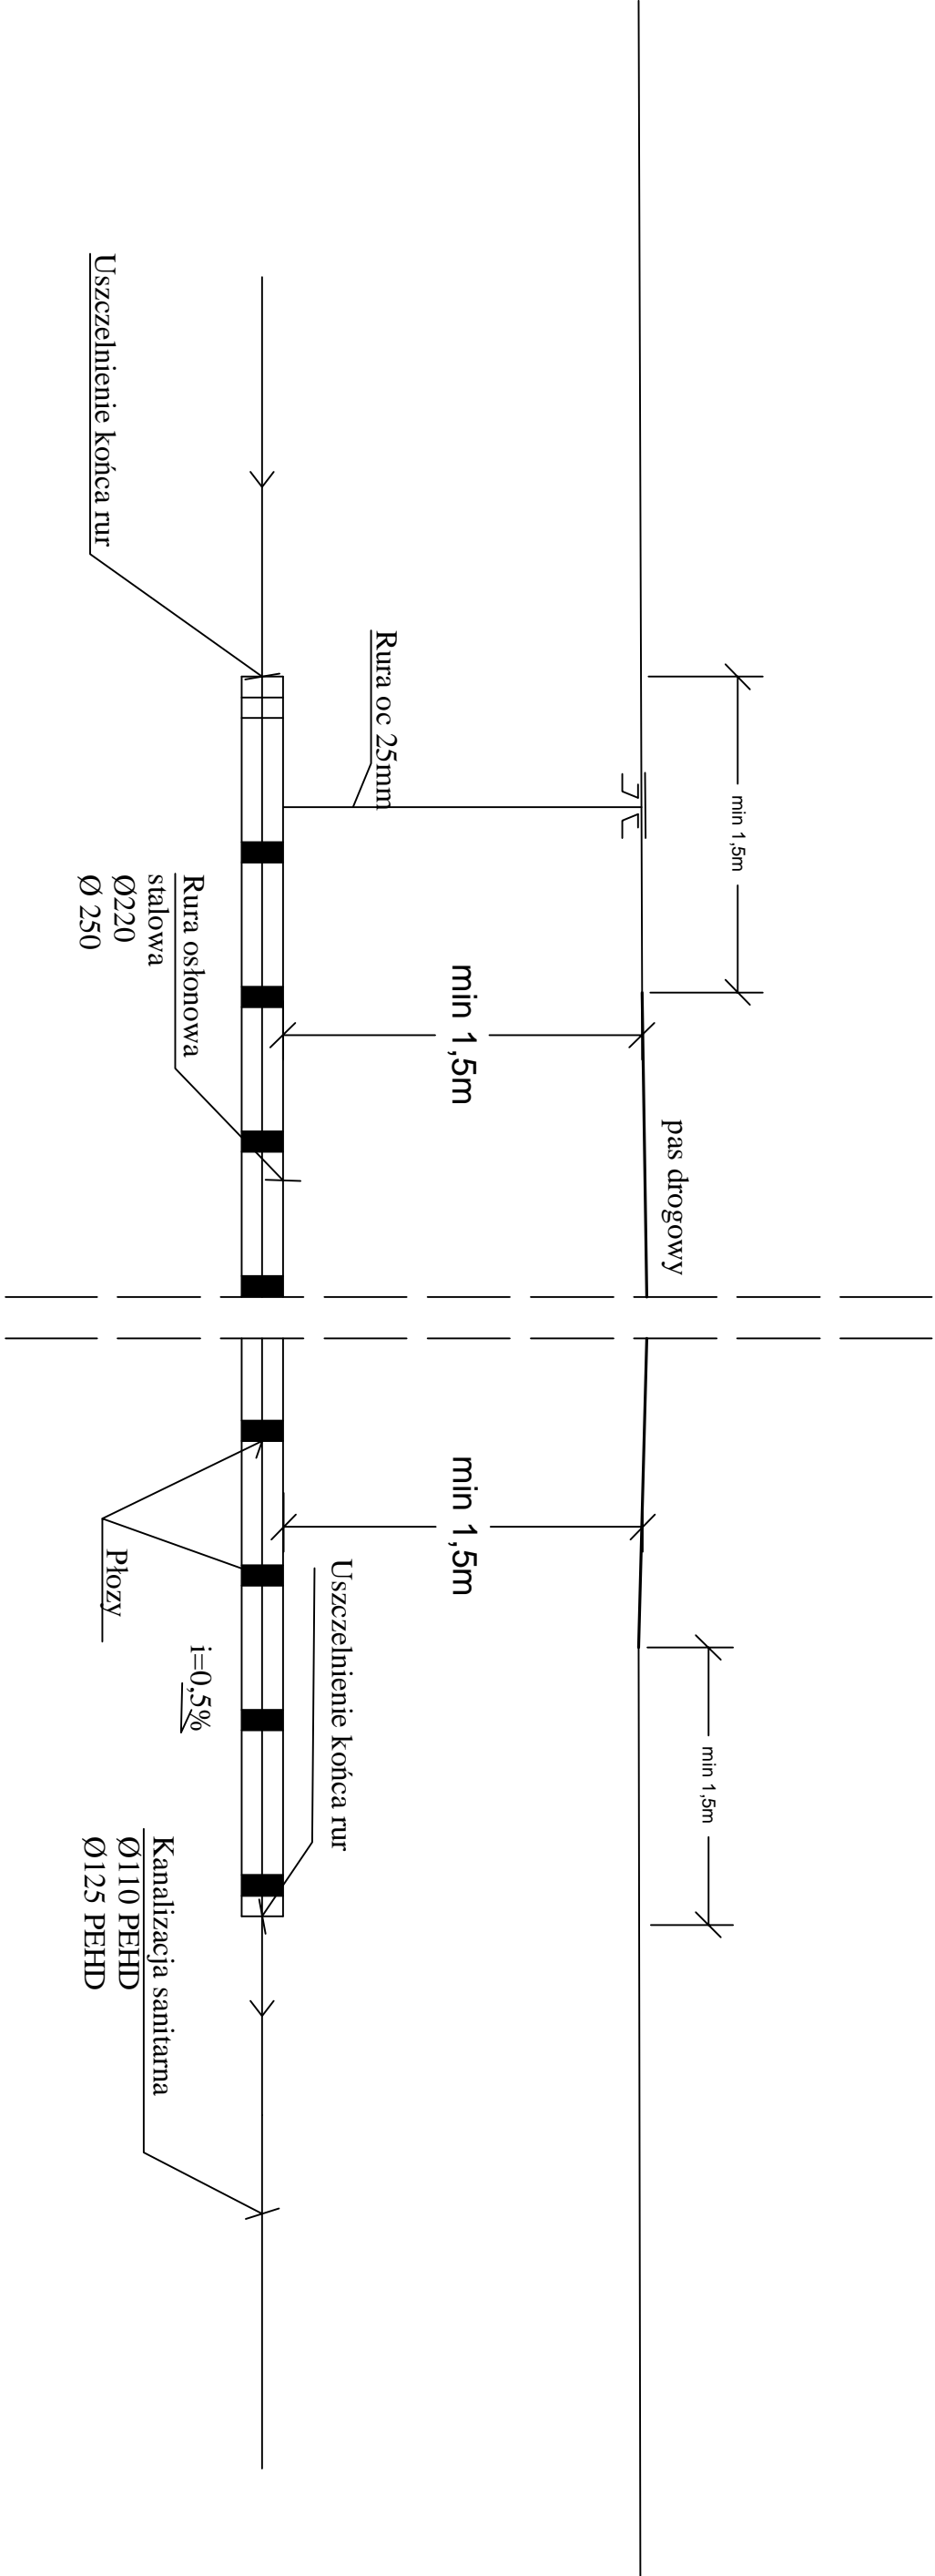 min 1,5m
min 1,5m
pas drogowy
min 1,5m
min 1,5m
Rura oc 25mm
Uszczelnienie końca rur
Uszczelnienie końca rur
Rura osłonowa
stalowa
Ø220
Ø 250
i=0,5%
Płozy
Kanalizacja sanitarna
Ø110 PEHD
Ø125 PEHD